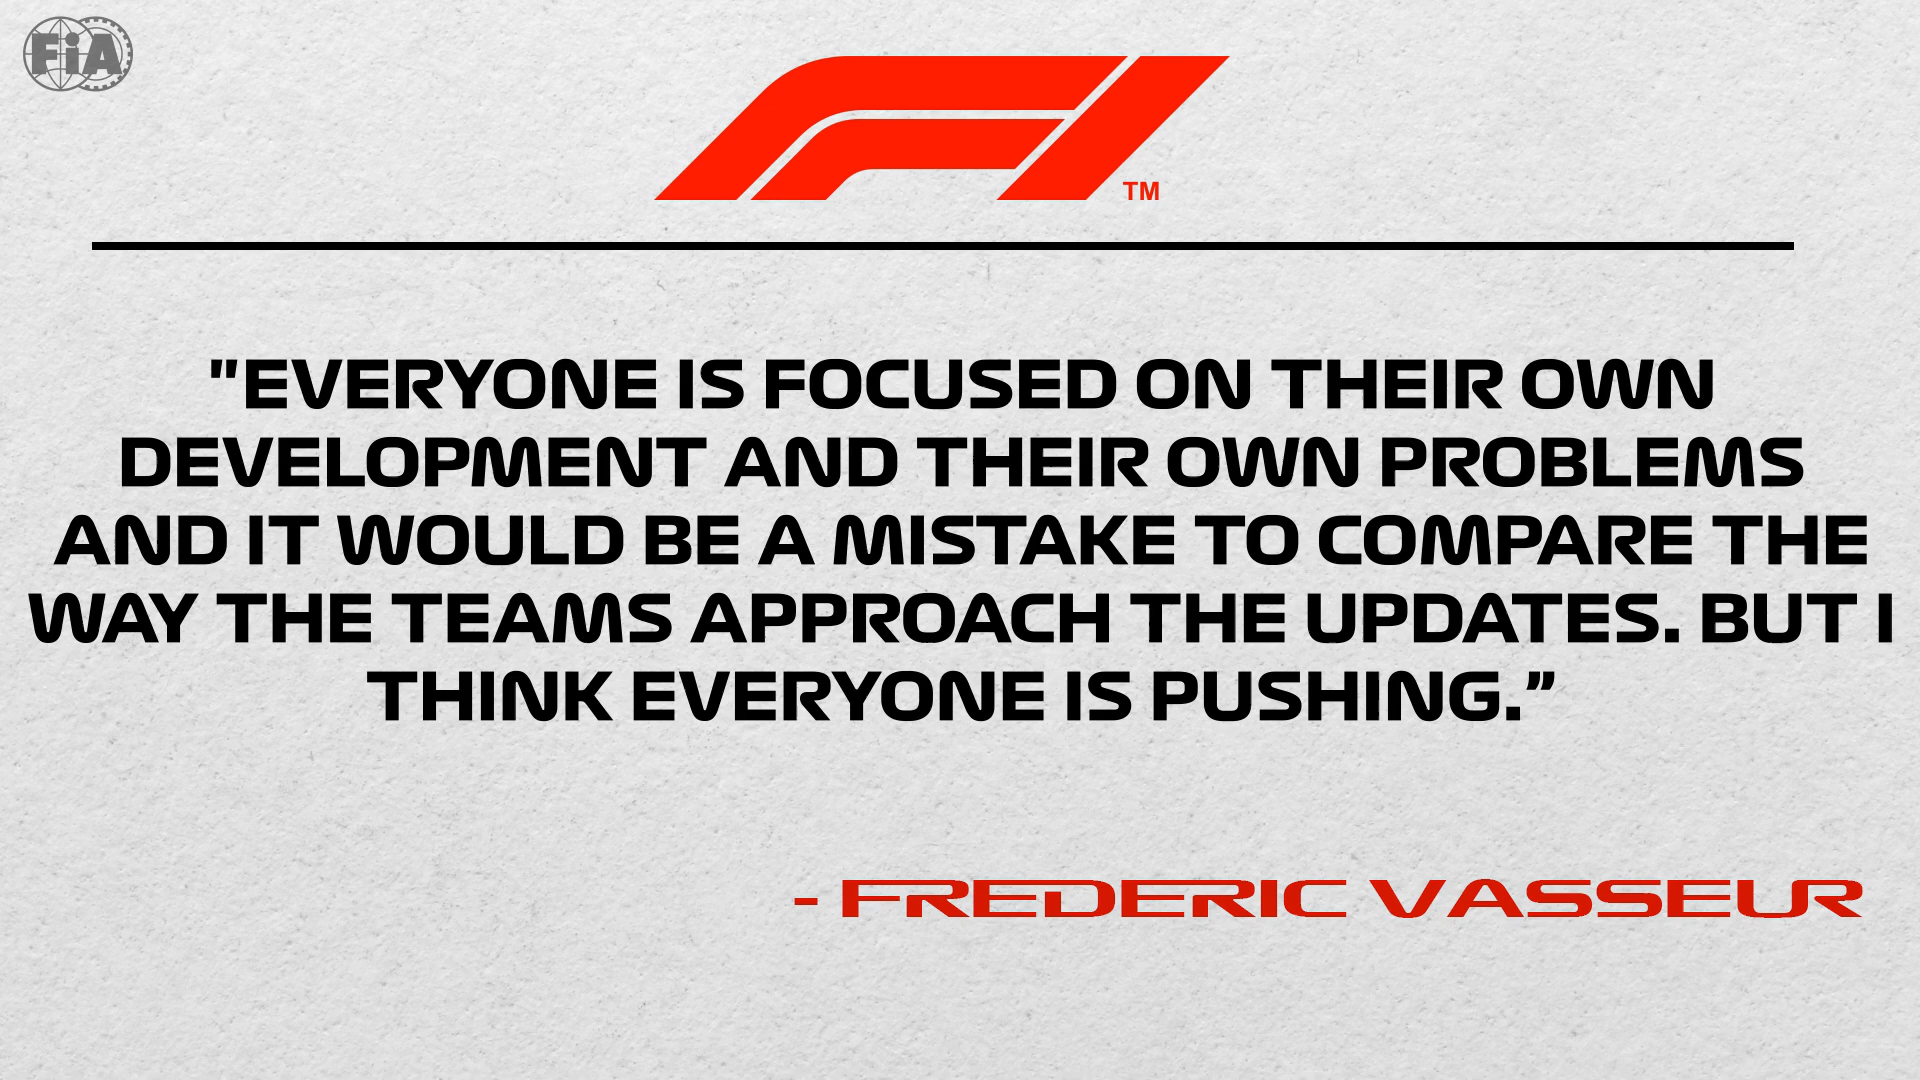 FiA
F1
TM
"EVERYONE IS FOCUSED ON THEIR OWN
DEVELOPMENT AND THEIR OWN PROBLEMS
AND IT WOULD BE A MISTAKE TO COMPARE THE
WAY THE TEAMS APPROACH THE UPDATES. BUT I
THINK EVERYONE IS PUSHING.”
- FREDERIC VASSEUR